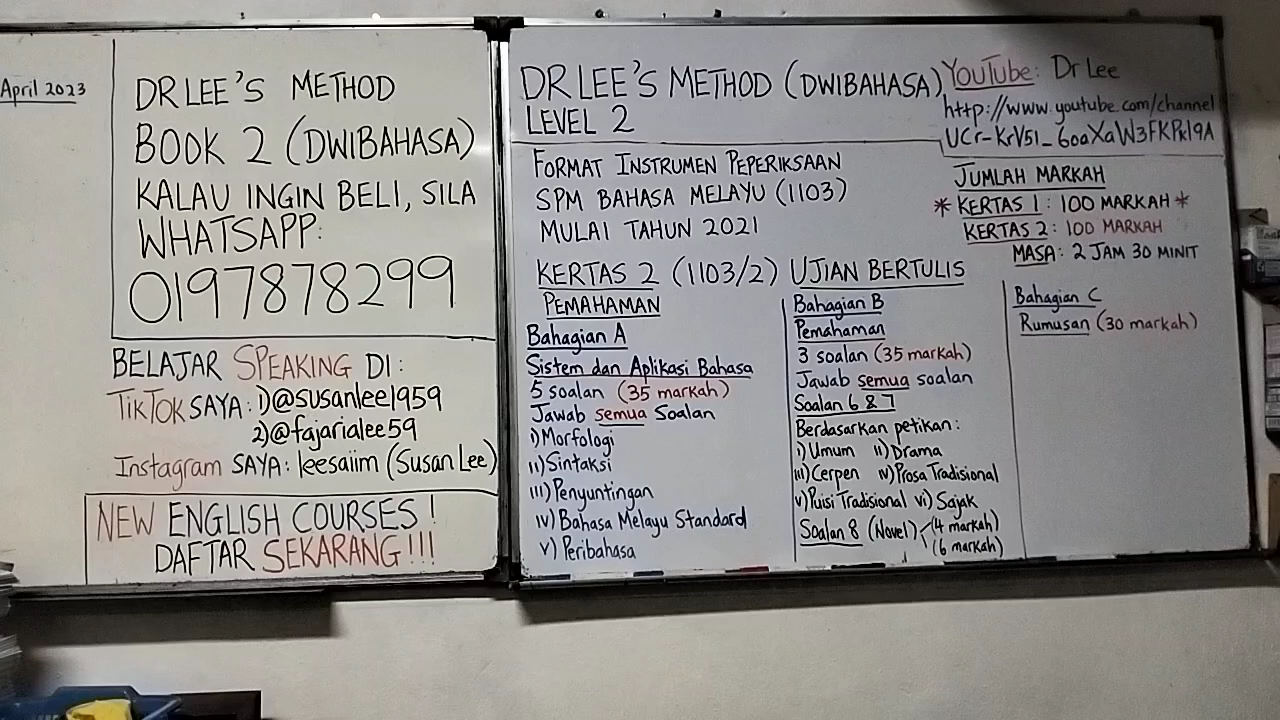 April 2023
DR LEE'S METHOD
BOOK 2 (DWIBAHASA)
KALAU INGIN BELI, SILA
WHATSAPP:
0197878299
BELAJAR SPEAKING DI:
TikTok SAYA: 1)@susanlee1959
2)@fajarialee59
Instagram SAYA: leesaiim (Susan Lee)
NEW ENGLISH COURSES!
DAFTAR SEKARANG!!!
DR LEE'S METHOD (DWIBAHASA)
LEVEL 2
YouTube: Dr Lee
http://www.youtube.com/channel
UCr-KrV51_6oaXaW3FKPkl9A
FORMAT INSTRUMEN PEPERIKSAAN
SPM BAHASA MELAYU (1103)
MULAI TAHUN 2021
JUMLAH MARKAH
* KERTAS 1: 100 MARKAH *
KERTAS 2: 100 MARKAH
MASA: 2 JAM 30 MINIT
KERTAS 2 (1103/2) UJIAN BERTULIS
PEMAHAMAN
Bahagian A
Sistem dan Aplikasi Bahasa
5 soalan (35 markah)
Jawab semua Soalan
i) Morfologi
ii) Sintaksi
iii) Penyuntingan
iv) Bahasa Melayu Standard
v) Peribahasa
Bahagian B
Pemahaman
3 soalan (35 markah)
Jawab semua soalan
Soalan 6 & 7
Berdasarkan petikan:
i) Umum ii) Drama
iii) Cerpen iv) Prosa Tradisional
v) Puisi Tradisional vi) Sajak
Soalan 8 (Novel) (4 markah)
(6 markah)
Bahagian C
Rumusan (30 markah)